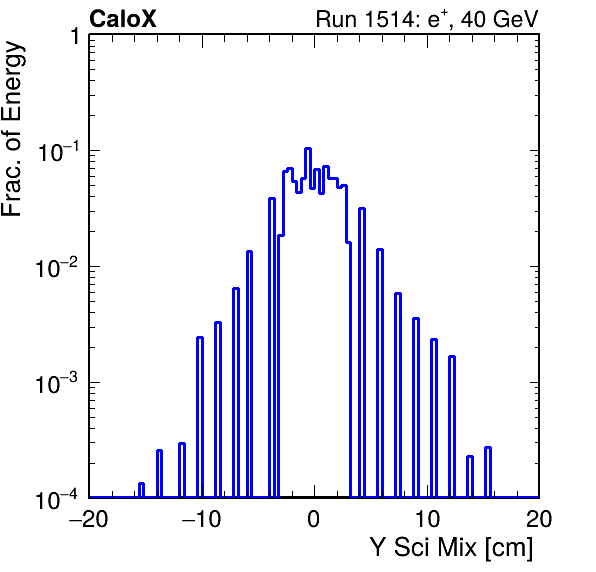 CaloX Run 1514: e⁺, 40 GeV
Frac. of Energy
1
10⁻¹
10⁻²
10⁻³
10⁻⁴
−20 −10 0 10 20
Y Sci Mix [cm]